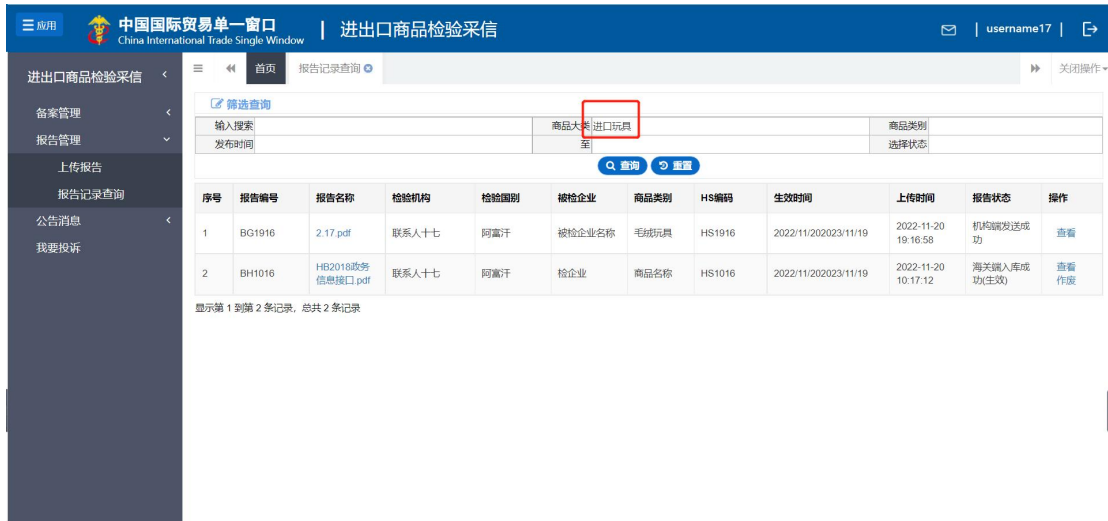 应用
中国国际贸易单一窗口 | 进出口商品检验采信
China International Trade Single Window
username17
进出口商品检验采信
首页 报告记录查询
关闭操作
备案管理
报告管理
上传报告
报告记录查询
公告消息
我要投诉
筛选查询
输入搜索 商品大类 进口玩具 商品类别
发布时间 至 选择状态
查询 重置
序号 报告编号 报告名称 检验机构 检验国别 被检企业 商品类别 HS编码 生效时间 上传时间 报告状态 操作
1 BG1916 2.17.pdf 联系人十七 阿富汗 被检企业名称 毛绒玩具 HS1916 2022/11/202023/11/19 2022-11-20 机构端发送成 查看
19:16:58 功
2 BH1016 HB2018政务 联系人十七 阿富汗 检企业 商品名称 HS1016 2022/11/202023/11/19 2022-11-20 海关端入库成 查看
信息接口.pdf 10:17:12 功(生效) 作废
显示第 1 到第 2 条记录，总共 2 条记录